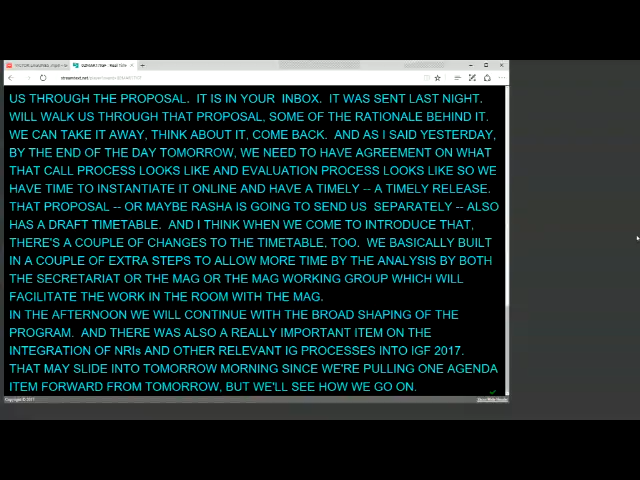 US THROUGH THE PROPOSAL.  IT IS IN YOUR  INBOX.  IT WAS SENT LAST NIGHT.
WILL WALK US THROUGH THAT PROPOSAL, SOME OF THE RATIONALE BEHIND IT.
WE CAN TAKE IT AWAY, THINK ABOUT IT, COME BACK.  AND AS I SAID YESTERDAY,
BY THE END OF THE DAY TOMORROW, WE NEED TO HAVE AGREEMENT ON WHAT
THAT CALL PROCESS LOOKS LIKE AND EVALUATION PROCESS LOOKS LIKE SO WE
HAVE TIME TO INSTANTIATE IT ONLINE AND HAVE A TIMELY -- A TIMELY RELEASE.
THAT PROPOSAL -- OR MAYBE RASHA IS GOING TO SEND US  SEPARATELY -- ALSO
HAS A DRAFT TIMETABLE.  AND I THINK WHEN WE COME TO INTRODUCE THAT,
THERE'S A COUPLE OF CHANGES TO THE TIMETABLE, TOO.  WE BASICALLY BUILT
IN A COUPLE OF EXTRA STEPS TO ALLOW MORE TIME BY THE ANALYSIS BY BOTH
THE SECRETARIAT OR THE MAG OR THE MAG WORKING GROUP WHICH WILL
FACILITATE THE WORK IN THE ROOM WITH THE MAG.
IN THE AFTERNOON WE WILL CONTINUE WITH THE BROAD SHAPING OF THE
PROGRAM.  AND THERE WAS ALSO A REALLY IMPORTANT ITEM ON THE
INTEGRATION OF NRIs AND OTHER RELEVANT IG PROCESSES INTO IGF 2017.
THAT MAY SLIDE INTO TOMORROW MORNING SINCE WE'RE PULLING ONE AGENDA
ITEM FORWARD FROM TOMORROW, BUT WE'LL SEE HOW WE GO ON.